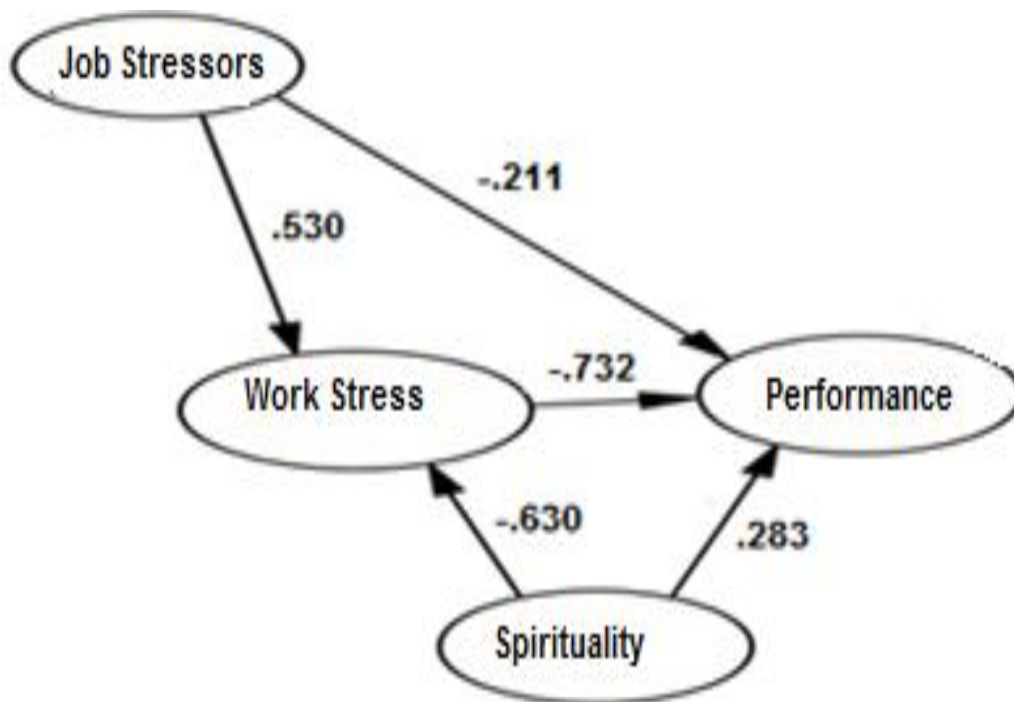 Job Stressors
-.211
.530
Work Stress
-.732
Performance
-.630
.283
Spirituality